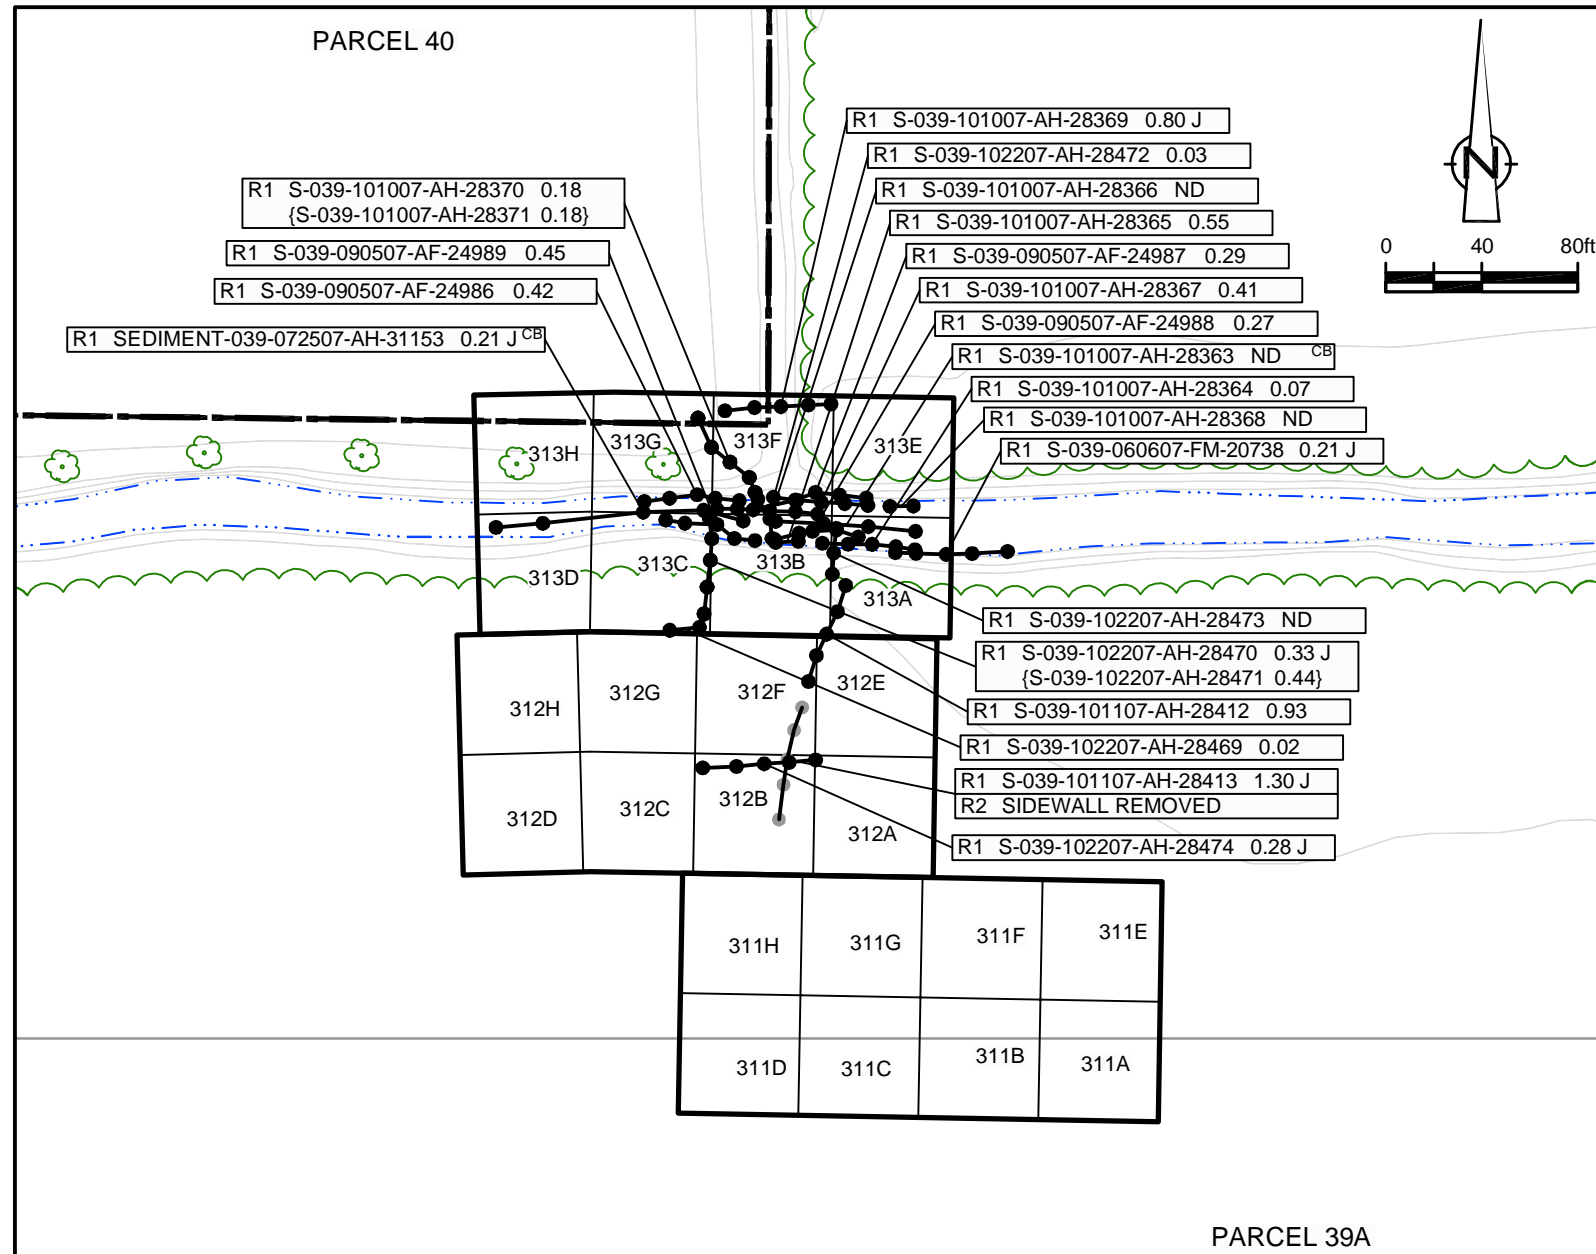 PARCEL 40
R1 S-039-101007-AH-28369 0.80 J
R1 S-039-102207-AH-28472 0.03
R1 S-039-101007-AH-28366 ND
R1 S-039-101007-AH-28365 0.55
R1 S-039-090507-AF-24987 0.29
R1 S-039-101007-AH-28367 0.41
R1 S-039-090507-AF-24988 0.27
R1 S-039-101007-AH-28363 ND CB
R1 S-039-101007-AH-28364 0.07
R1 S-039-101007-AH-28368 ND
R1 S-039-060607-FM-20738 0.21 J
R1 S-039-101007-AH-28370 0.18
{S-039-101007-AH-28371 0.18}
R1 S-039-090507-AF-24989 0.45
R1 S-039-090507-AF-24986 0.42
R1 SEDIMENT-039-072507-AH-31153 0.21 J CB
N
0 40 80ft
313H
313G
313F
313E
313D
313C
313B
313A
R1 S-039-102207-AH-28473 ND
R1 S-039-102207-AH-28470 0.33 J
{S-039-102207-AH-28471 0.44}
R1 S-039-101107-AH-28412 0.93
R1 S-039-102207-AH-28469 0.02
R1 S-039-101107-AH-28413 1.30 J
R2 SIDEWALL REMOVED
R1 S-039-102207-AH-28474 0.28 J
312H
312G
312F
312E
312D
312C
312B
312A
311H
311G
311F
311E
311D
311C
311B
311A
PARCEL 39A